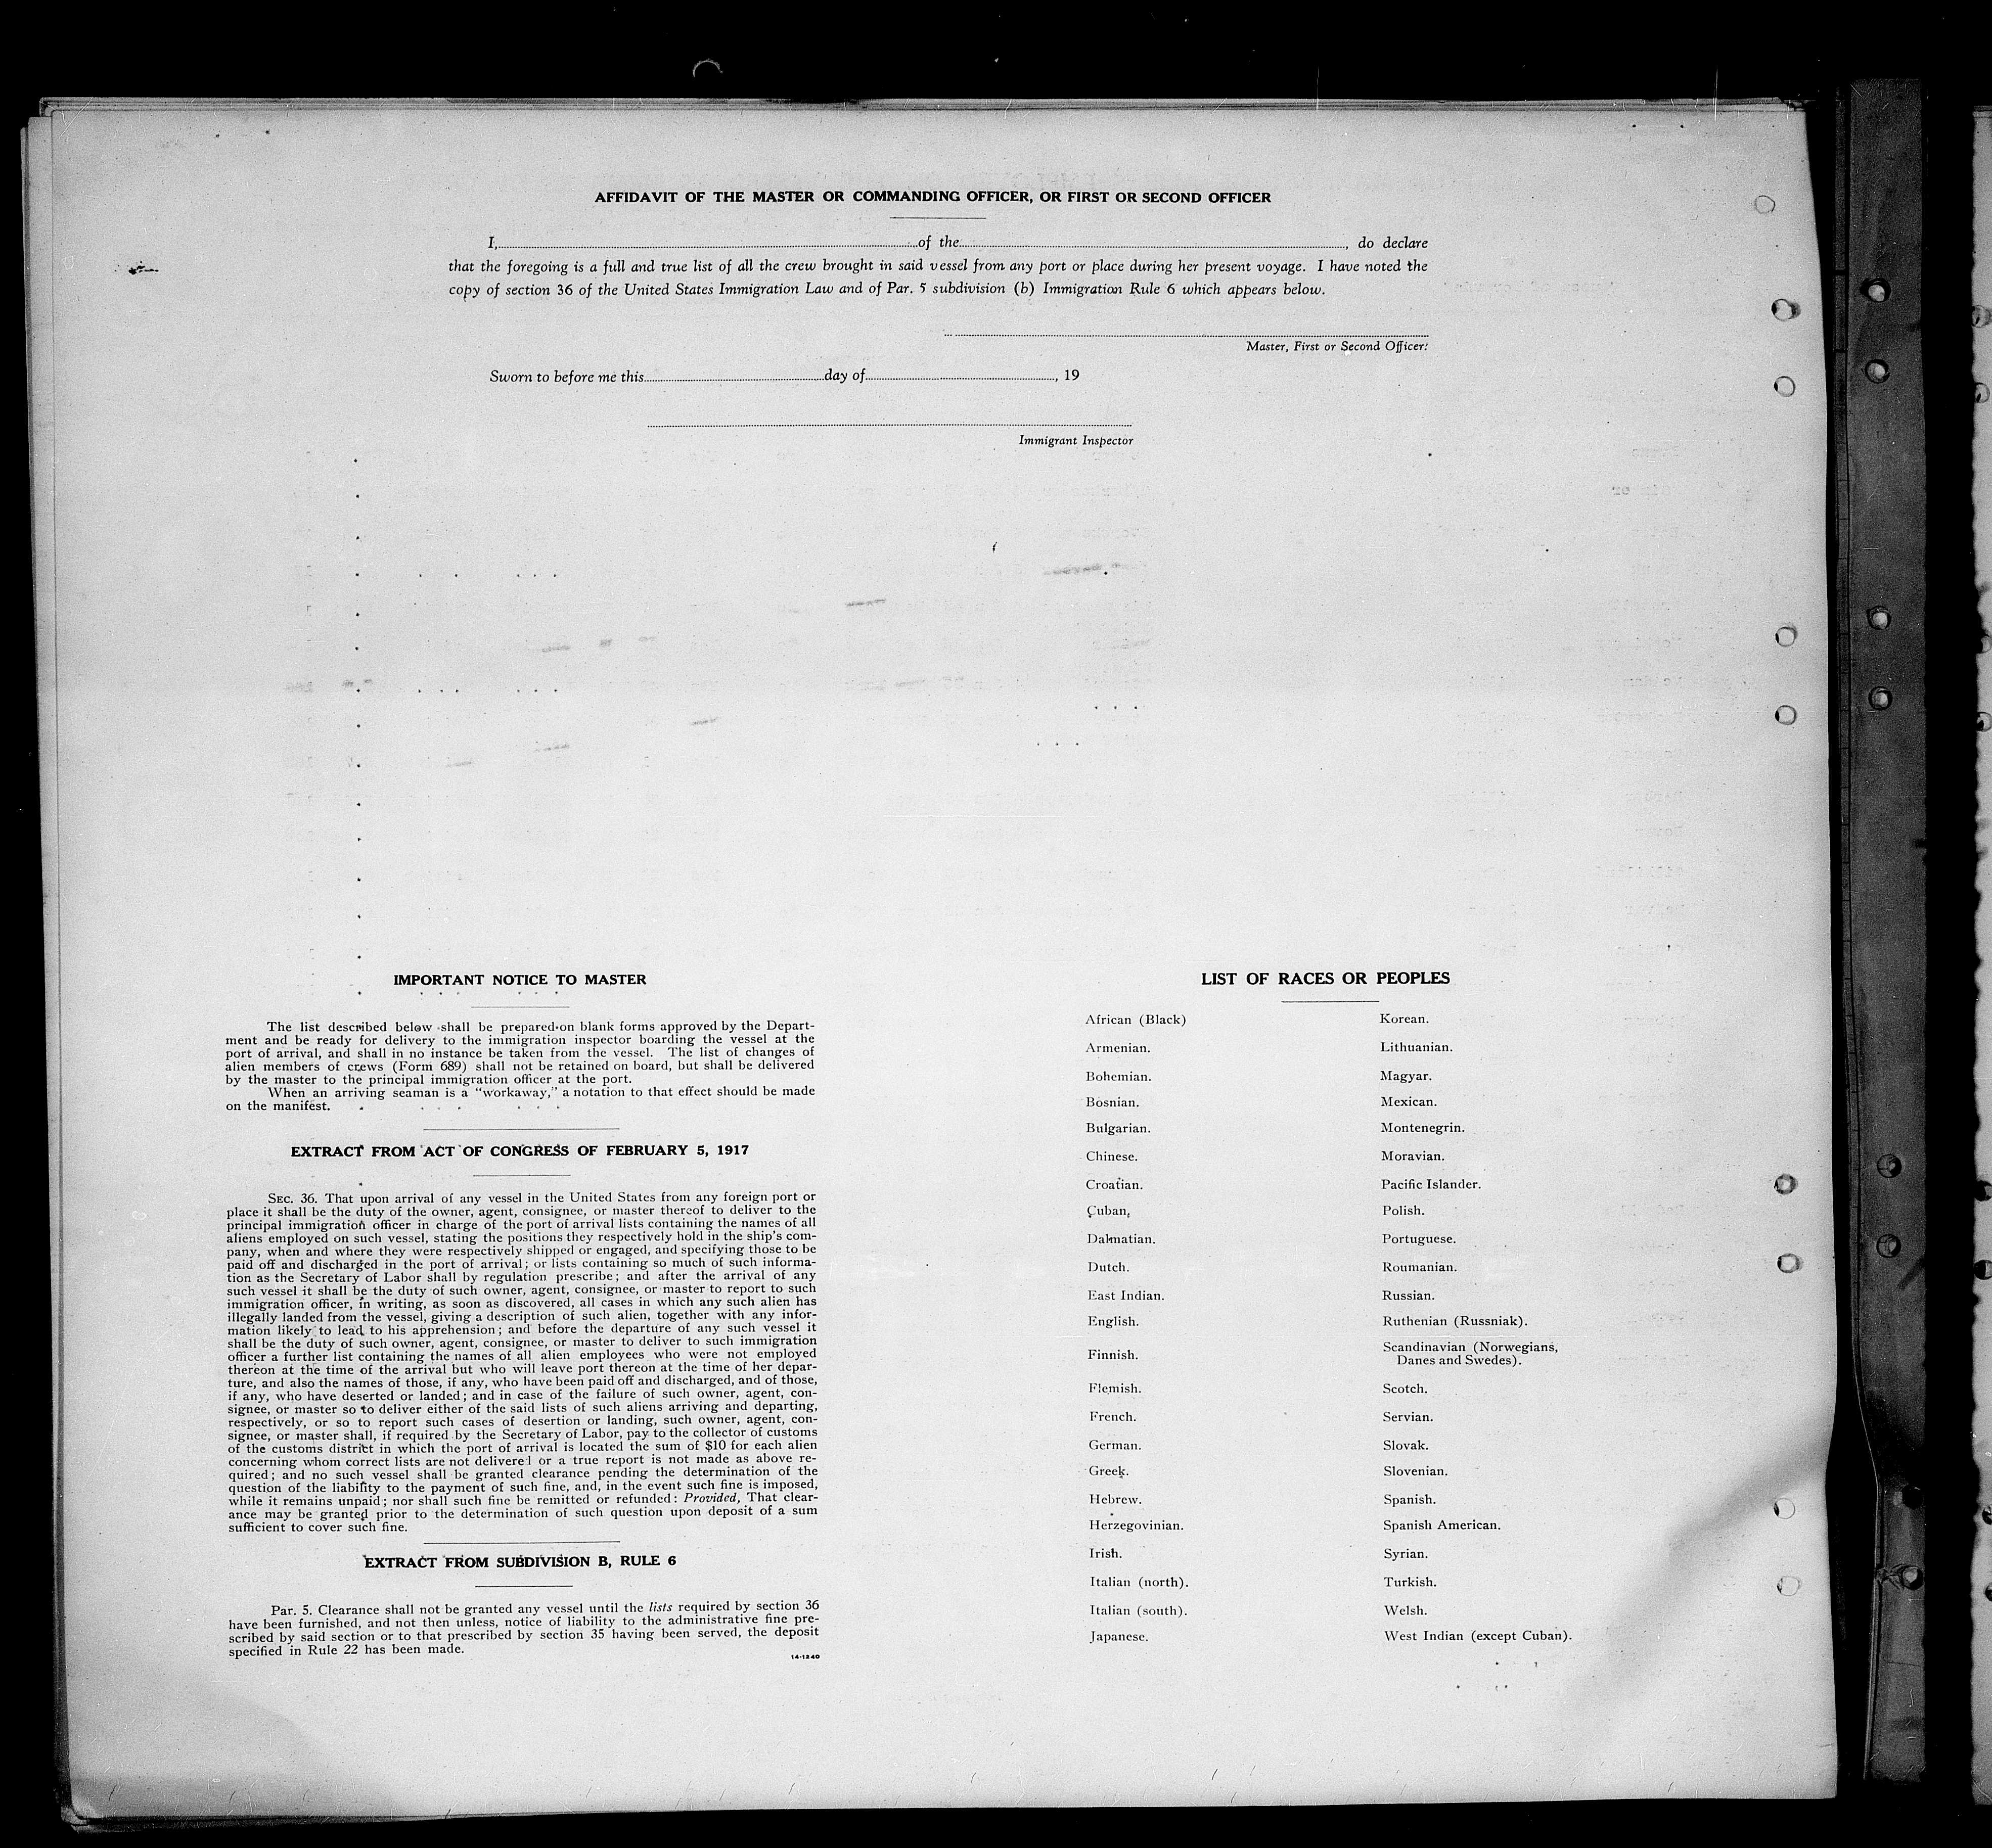 AFFIDAVIT OF THE MASTER OR COMMANDING OFFICER, OR FIRST OR SECOND OFFICER
I, of the , do declare
that the foregoing is a full and true list of all the crew brought in said vessel from any port or place during her present voyage. I have noted the
copy of section 36 of the United States Immigration Law and of Par. 5 subdivision (b) Immigration Rule 6 which appears below.
Master, First or Second Officer.
Sworn to before me this day of , 19
Immigrant Inspector
IMPORTANT NOTICE TO MASTER
The list described below shall be prepared on blank forms approved by the Depart-
ment and be ready for delivery to the immigration inspector boarding the vessel at the
port of arrival, and shall in no instance be taken from the vessel. The list of changes of
alien members of crews (Form 689) shall not be retained on board, but shall be delivered
by the master to the principal immigration officer at the port.
When an arriving seaman is a "workaway," a notation to that effect should be made
on the manifest.
EXTRACT FROM ACT OF CONGRESS OF FEBRUARY 5, 1917
SEC. 36. That upon arrival of any vessel in the United States from any foreign port or
place it shall be the duty of the owner, agent, consignee, or master thereof to deliver to the
principal immigration officer in charge of the port of arrival lists containing the names of all
aliens employed on such vessel, stating the positions they respectively hold in the ship's com-
pany, when and where they were respectively shipped or engaged, and specifying those to be
paid off and discharged in the port of arrival; or lists containing so much of such informa-
tion as the Secretary of Labor shall by regulation prescribe; and after the arrival of any
such vessel it shall be the duty of such owner, agent, consignee, or master to report to such
immigration officer, in writing, as soon as discovered, all cases in which any such alien has
illegally landed from the vessel, giving a description of such alien, together with any infor-
mation likely to lead to his apprehension; and before the departure of any such vessel it
shall be the duty of such owner, agent, consignee, or master to deliver to such immigration
officer a further list containing the names of all alien employees who were not employed
thereon at the time of the arrival but who will leave port thereon at the time of her depar-
ture, and also the names of those, if any, who have been paid off and discharged, and of those,
if any, who have deserted or landed; and in case of the failure of such owner, agent, con-
signee, or master so to deliver either of the said lists of such aliens arriving and departing,
respectively, or so to report such cases of desertion or landing, such owner, agent, con-
signee, or master shall, if required by the Secretary of Labor, pay to the collector of customs
of the customs district in which the port of arrival is located the sum of $10 for each alien
concerning whom correct lists are not delivered or a true report is not made as above re-
quired; and no such vessel shall be granted clearance pending the determination of the
question of the liability to the payment of such fine, and, in the event such fine is imposed,
while it remains unpaid; nor shall such fine be remitted or refunded: Provided, That clear-
ance may be granted prior to the determination of such question upon deposit of a sum
sufficient to cover such fine.
EXTRACT FROM SUBDIVISION B, RULE 6
Par. 5. Clearance shall not be granted any vessel until the lists required by section 36
have been furnished, and not then unless, notice of liability to the administrative fine pre-
scribed by said section or to that prescribed by section 35 having been served, the deposit
specified in Rule 22 has been made.
14-1240
LIST OF RACES OR PEOPLES
African (Black)
Armenian.
Bohemian.
Bosnian.
Bulgarian.
Chinese.
Croatian.
Cuban.
Dalmatian.
Dutch.
East Indian.
English.
Finnish.
Flemish.
French.
German.
Greek.
Hebrew.
Herzegovinian.
Irish.
Italian (north).
Italian (south).
Japanese.
Korean.
Lithuanian.
Magyar.
Mexican.
Montenegrin.
Moravian.
Pacific Islander.
Polish.
Portuguese.
Roumanian.
Russian.
Ruthenian (Russniak).
Scandinavian (Norwegians,
Danes and Swedes).
Scotch.
Servian.
Slovak.
Slovenian.
Spanish.
Spanish American.
Syrian.
Turkish.
Welsh.
West Indian (except Cuban).